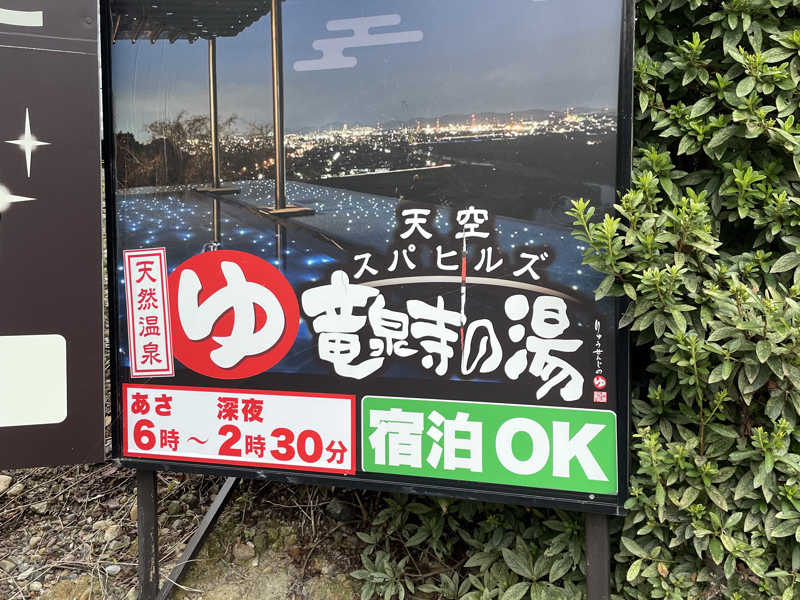 天空
スパヒルズ
天然温泉
ゆ
竜泉寺の湯
りゅうせんじのゆ
あさ 深夜
6時～2時30分
宿泊OK